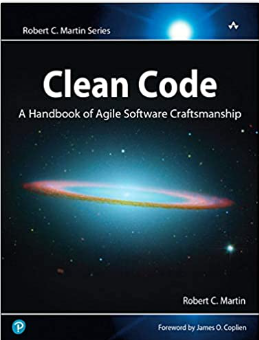 Robert C. Martin Series
Clean Code
A Handbook of Agile Software Craftsmanship
Robert C. Martin
Foreword by James O. Coplien